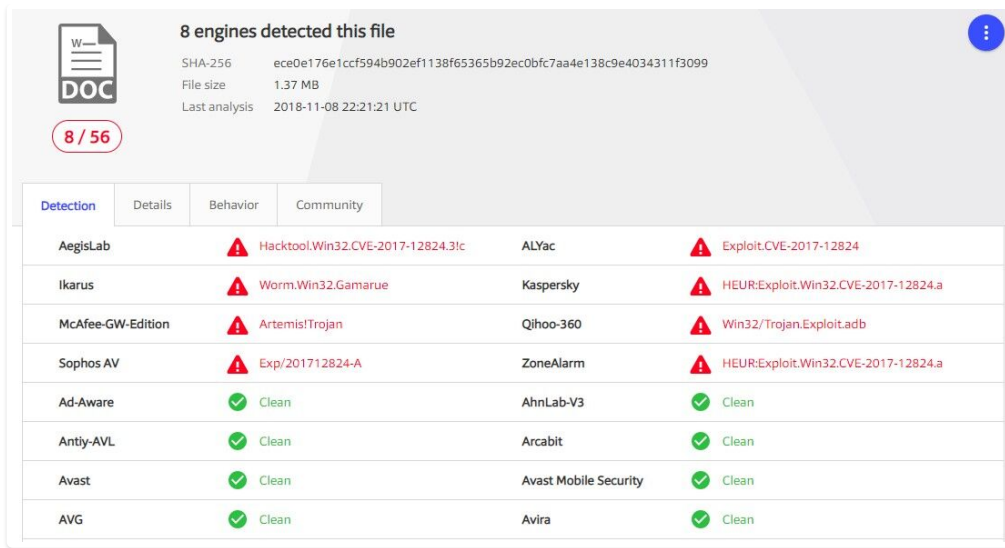 8 engines detected this file
SHA-256 ece0e176e1ccf594b902ef1138f65365b92ec0bfc7aa4e138c9e4034311f3099
File size 1.37 MB
Last analysis 2018-11-08 22:21:21 UTC
W
DOC
8 / 56
Detection Details Behavior Community
AegisLab Hacktool.Win32.CVE-2017-12824.3!c ALYac Exploit.CVE-2017-12824
Ikarus Worm.Win32.Gamarue Kaspersky HEUR:Exploit.Win32.CVE-2017-12824.a
McAfee-GW-Edition Artemis!Trojan Qihoo-360 Win32/Trojan.Exploit.adb
Sophos AV Exp/201712824-A ZoneAlarm HEUR:Exploit.Win32.CVE-2017-12824.a
Ad-Aware Clean AhnLab-V3 Clean
Antiy-AVL Clean Arcabit Clean
Avast Clean Avast Mobile Security Clean
AVG Clean Avira Clean